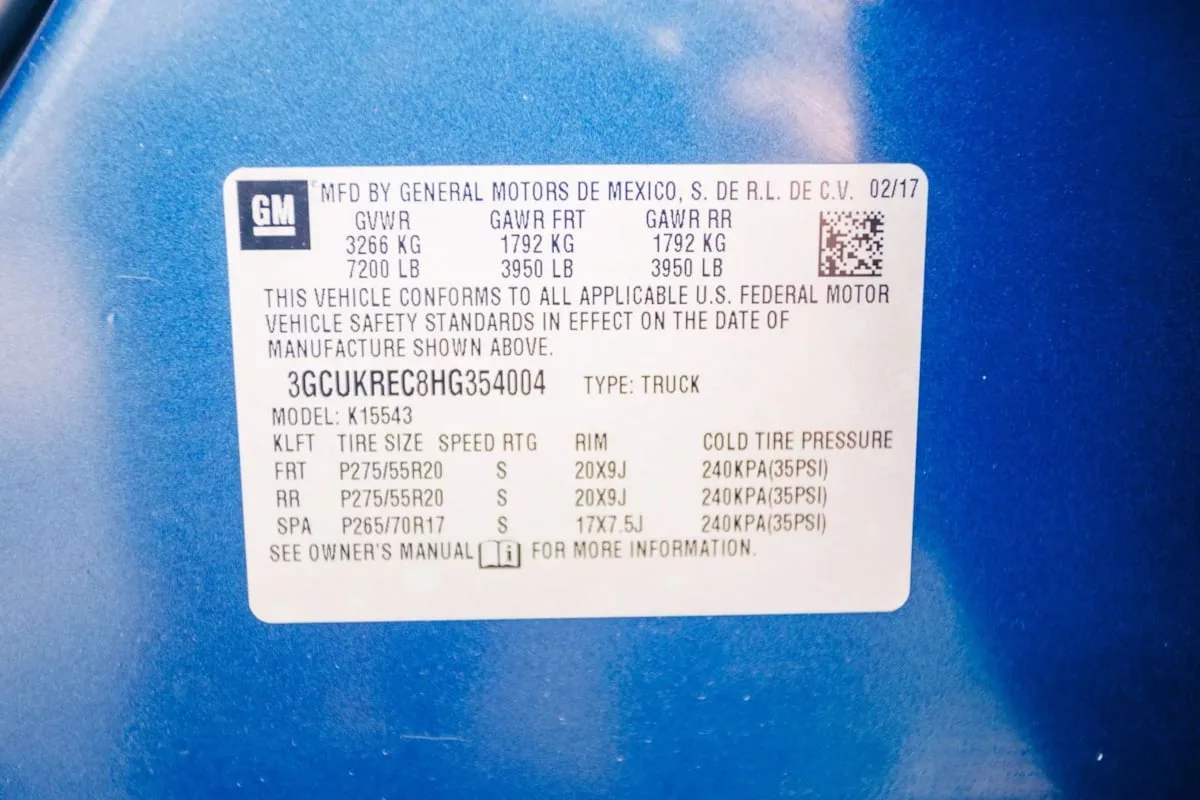 GM
® MFD BY GENERAL MOTORS DE MEXICO, S. DE R.L. DE C.V. 02/17
GVWR GAWR FRT GAWR RR
3266 KG 1792 KG 1792 KG
7200 LB 3950 LB 3950 LB
THIS VEHICLE CONFORMS TO ALL APPLICABLE U.S. FEDERAL MOTOR
VEHICLE SAFETY STANDARDS IN EFFECT ON THE DATE OF
MANUFACTURE SHOWN ABOVE.
3GCUKREC8HG354004 TYPE: TRUCK
MODEL: K15543
KLFT TIRE SIZE SPEED RTG RIM COLD TIRE PRESSURE
FRT P275/55R20 S 20X9J 240KPA(35PSI)
RR P275/55R20 S 20X9J 240KPA(35PSI)
SPA P265/70R17 S 17X7.5J 240KPA(35PSI)
SEE OWNER'S MANUAL i FOR MORE INFORMATION.